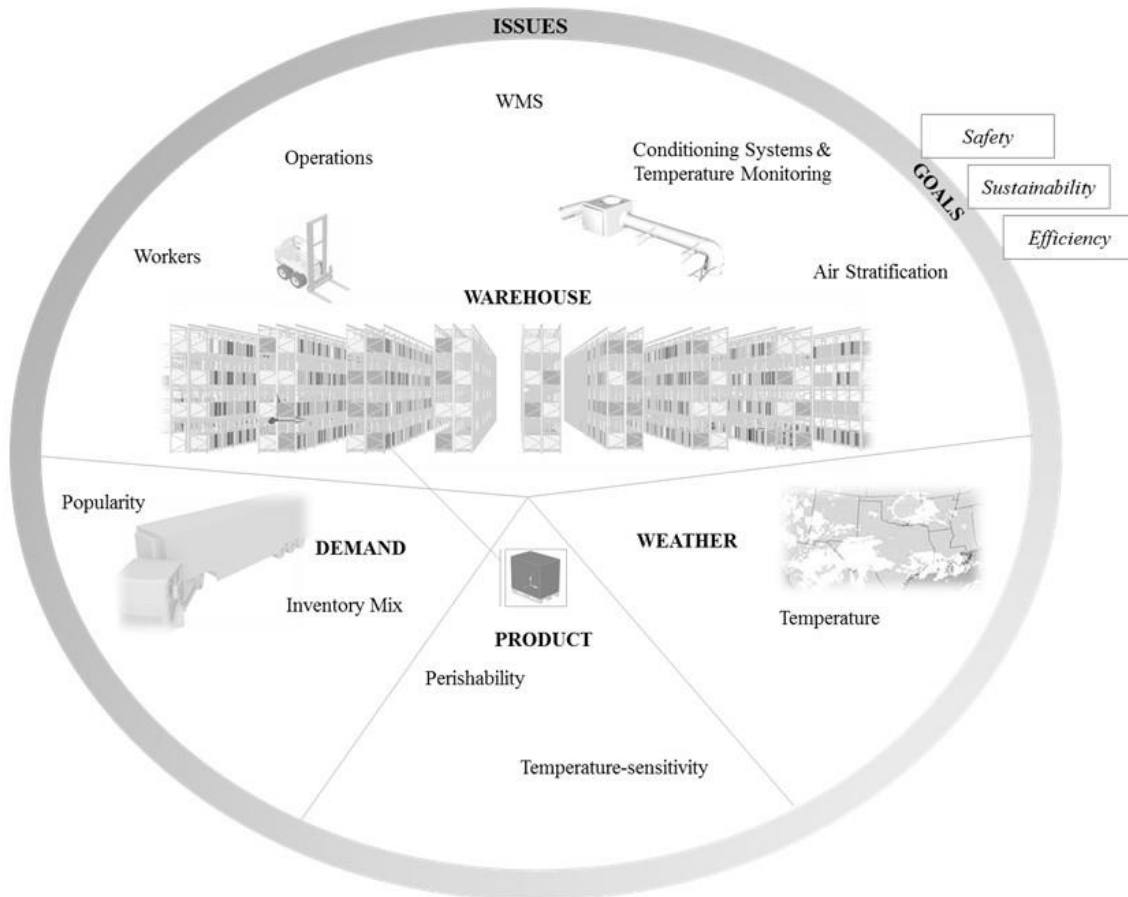 ISSUES
WMS
Operations
Conditioning Systems &
Temperature Monitoring
Safety
GOALS
Sustainability
Efficiency
Workers
Air Stratification
WAREHOUSE
Popularity
DEMAND
Inventory Mix
WEATHER
Temperature
PRODUCT
Perishability
Temperature-sensitivity